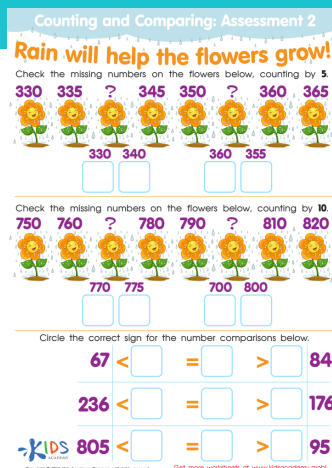 Counting and Comparing: Assessment 2
Rain will help the flowers grow!
Check the missing numbers on the flowers below, counting by 5.
330 335 ? 345 350 ? 360 365
330 340 360 355
Check the missing numbers on the flowers below, counting by 10.
750 760 ? 780 790 ? 810 820
770 775 700 800
Circle the correct sign for the number comparisons below.
67 < = > 84
236 < = > 176
805 < = > 95
KIDS
ACADEMY
Get more worksheets at www.kidsacademy.mobi